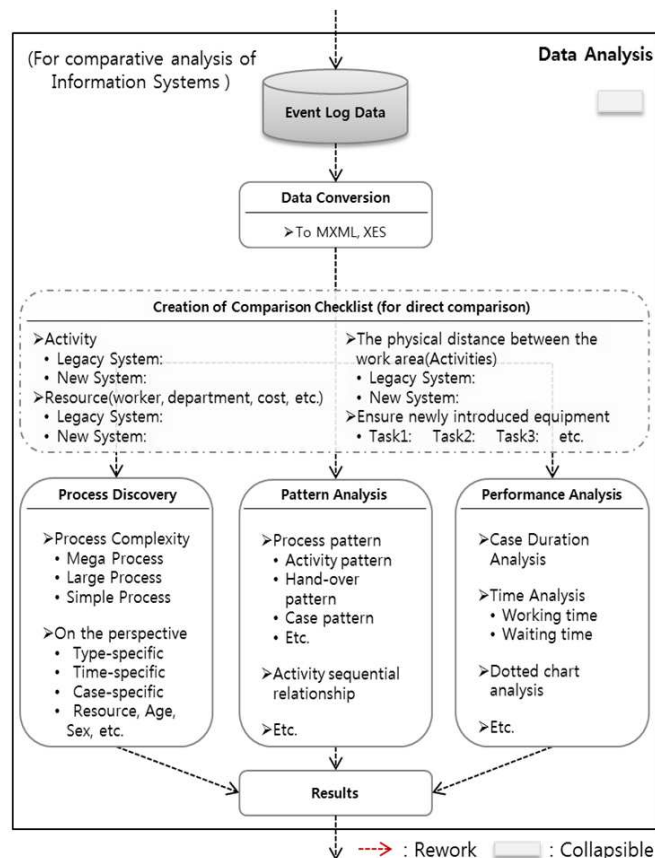 (For comparative analysis of
Information Systems )
Data Analysis
Event Log Data
Data Conversion
➢To MXML, XES
Creation of Comparison Checklist (for direct comparison)
➢Activity
• Legacy System:
• New System:
➢Resource(worker, department, cost, etc.)
• Legacy System:
• New System:
➢The physical distance between the
work area(Activities)
• Legacy System:
• New System:
➢Ensure newly introduced equipment
• Task1: Task2: Task3: etc.
Process Discovery
➢Process Complexity
• Mega Process
• Large Process
• Simple Process
➢On the perspective
• Type-specific
• Time-specific
• Case-specific
• Resource, Age,
Sex, etc.
Pattern Analysis
➢Process pattern
• Activity pattern
• Hand-over
pattern
• Case pattern
• Etc.
➢Activity sequential
relationship
➢Etc.
Performance Analysis
➢Case Duration
Analysis
➢Time Analysis
• Working time
• Waiting time
➢Dotted chart
analysis
➢Etc.
Results
: Rework : Collapsible